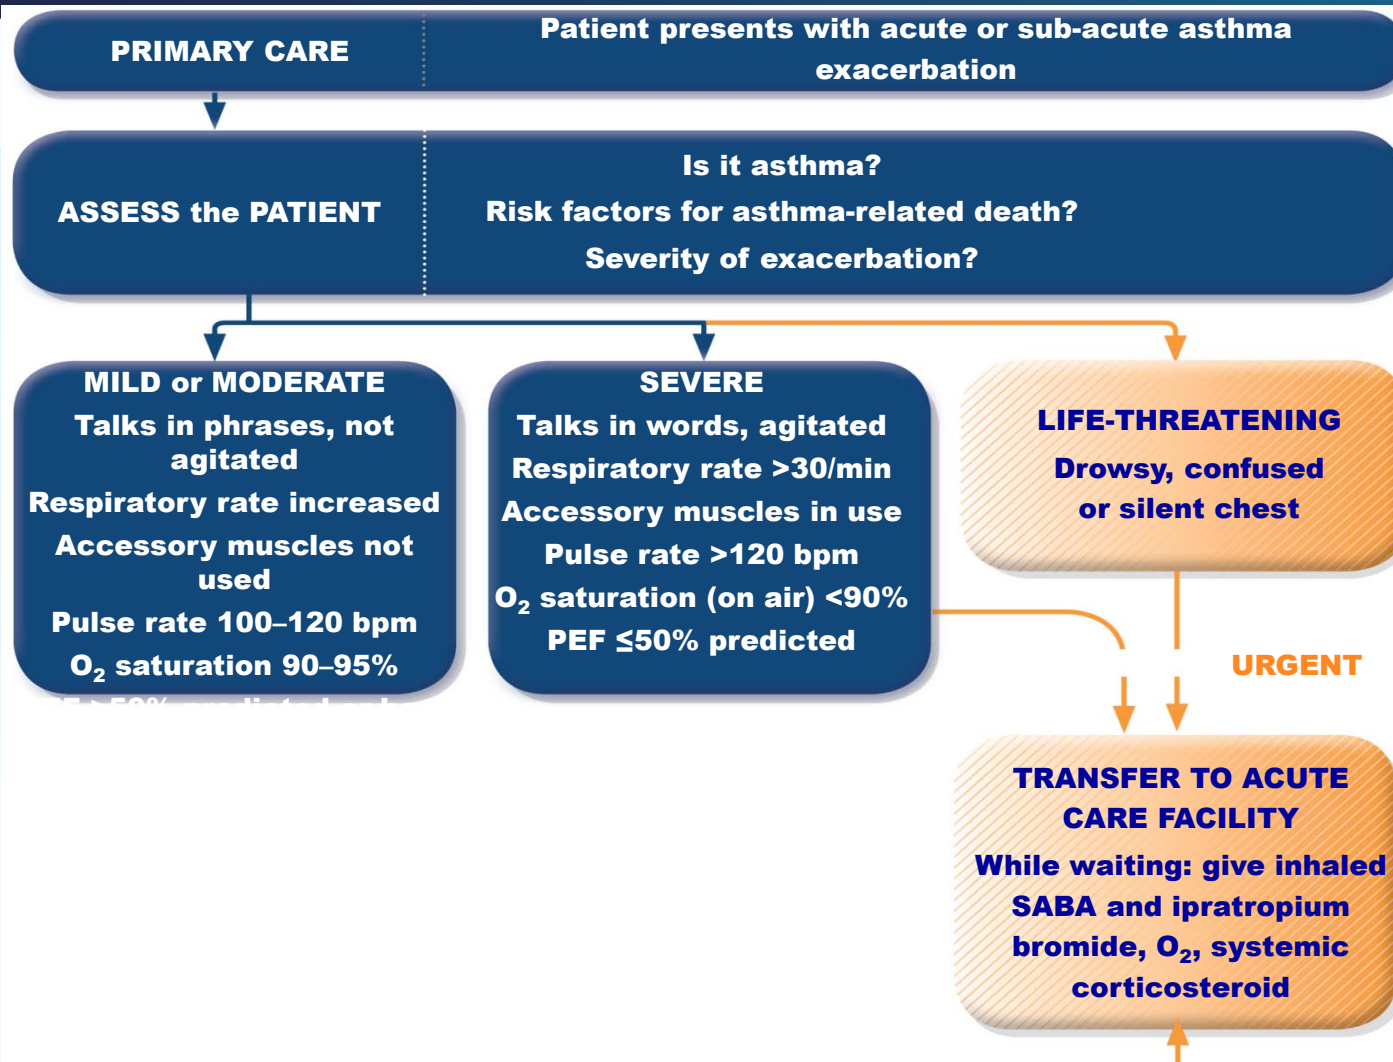 PRIMARY CARE
Patient presents with acute or sub-acute asthma
exacerbation
ASSESS the PATIENT
Is it asthma?
Risk factors for asthma-related death?
Severity of exacerbation?
MILD or MODERATE
Talks in phrases, not
agitated
Respiratory rate increased
Accessory muscles not
used
Pulse rate 100–120 bpm
O₂ saturation 90–95%
>50% predicted or
SEVERE
Talks in words, agitated
Respiratory rate >30/min
Accessory muscles in use
Pulse rate >120 bpm
O₂ saturation (on air) <90%
PEF ≤50% predicted
LIFE-THREATENING
Drowsy, confused
or silent chest
URGENT
TRANSFER TO ACUTE
CARE FACILITY
While waiting: give inhaled
SABA and ipratropium
bromide, O₂, systemic
corticosteroid